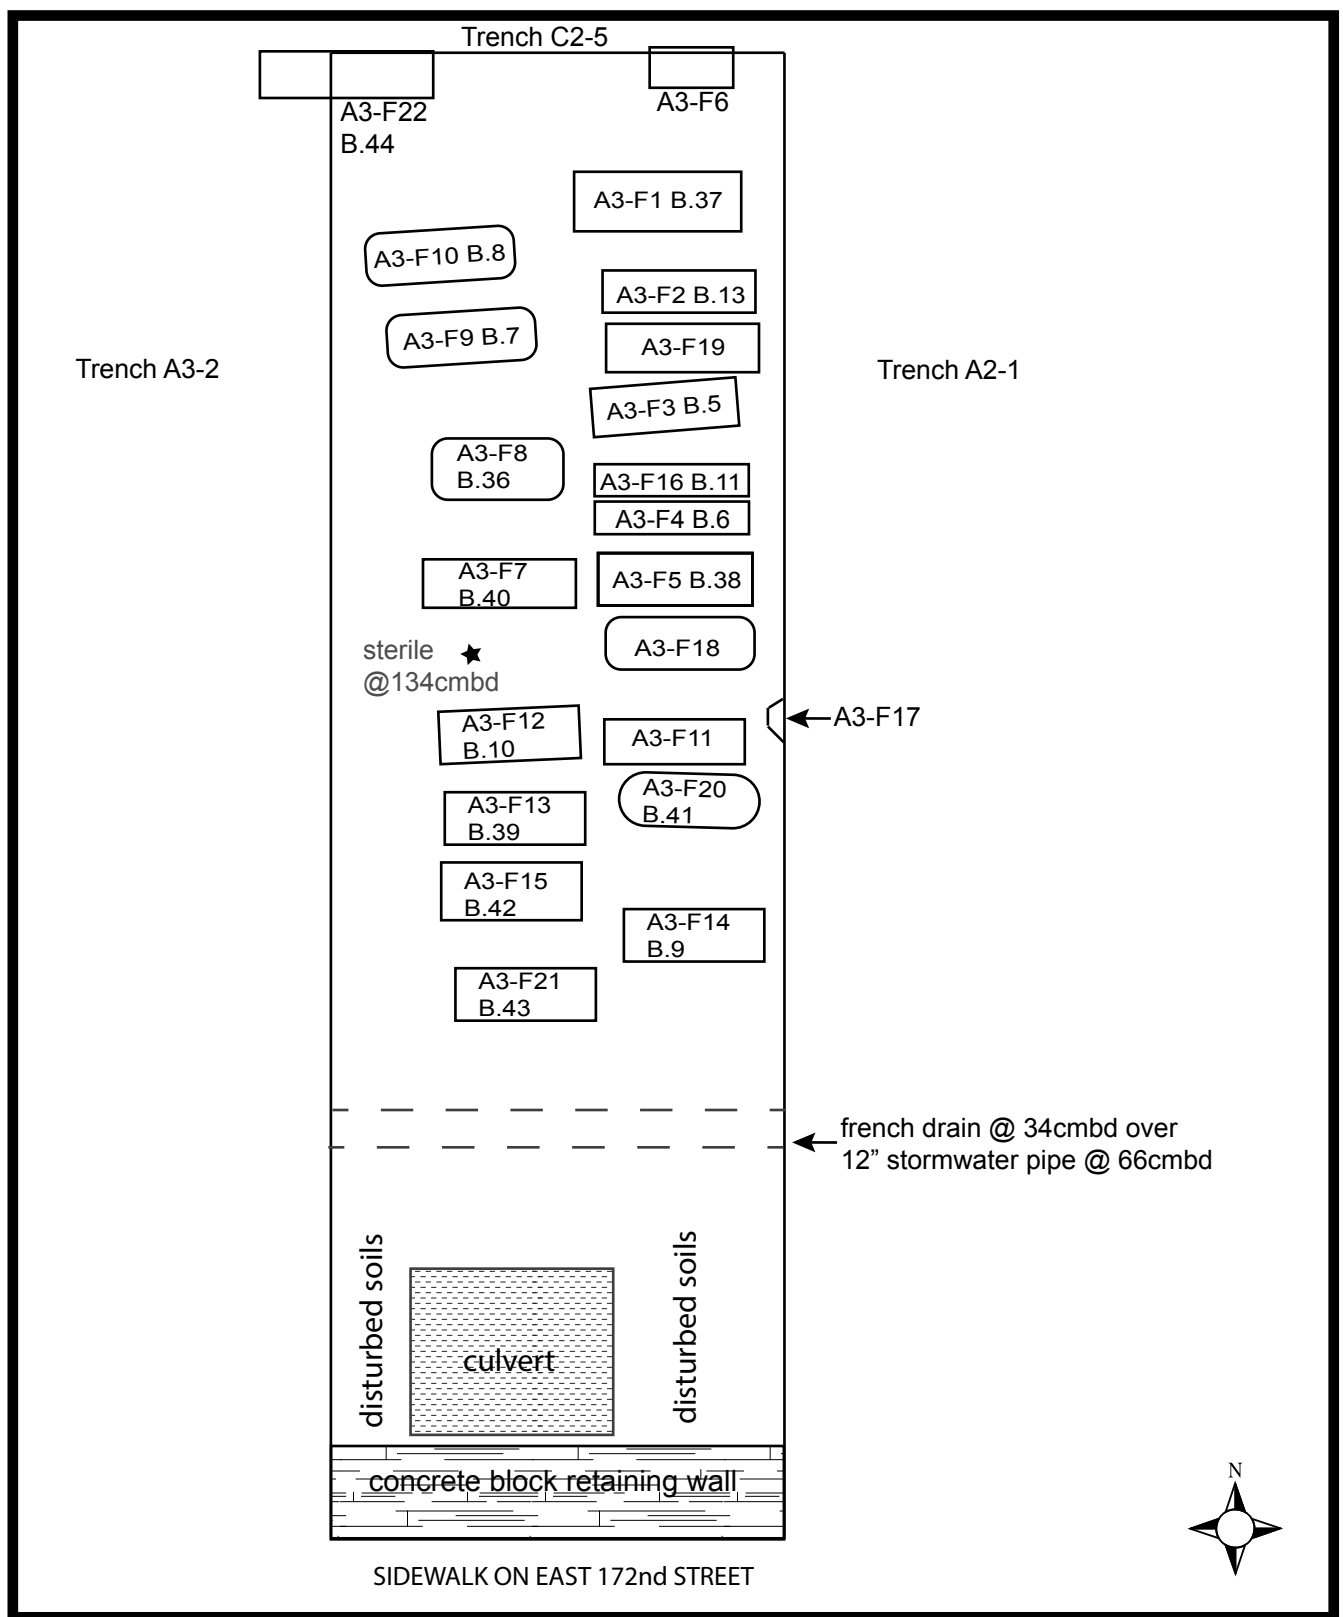 Trench C2-5
A3-F22
B.44
A3-F6
A3-F1 B.37
A3-F10 B.8
A3-F2 B.13
A3-F9 B.7
A3-F19
Trench A3-2
Trench A2-1
A3-F3 B.5
A3-F8
B.36
A3-F16 B.11
A3-F4 B.6
A3-F7
B.40
A3-F5 B.38
sterile
@134cmbd
A3-F18
A3-F17
A3-F12
B.10
A3-F11
A3-F20
B.41
A3-F13
B.39
A3-F15
B.42
A3-F14
B.9
A3-F21
B.43
french drain @ 34cmbd over
12” stormwater pipe @ 66cmbd
disturbed soils
culvert
disturbed soils
concrete block retaining wall
N
SIDEWALK ON EAST 172nd STREET